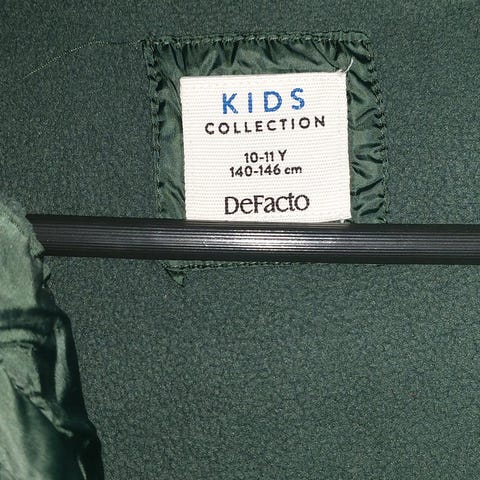 KIDS
COLLECTION
10-11 Y
140-146 cm
DeFacto